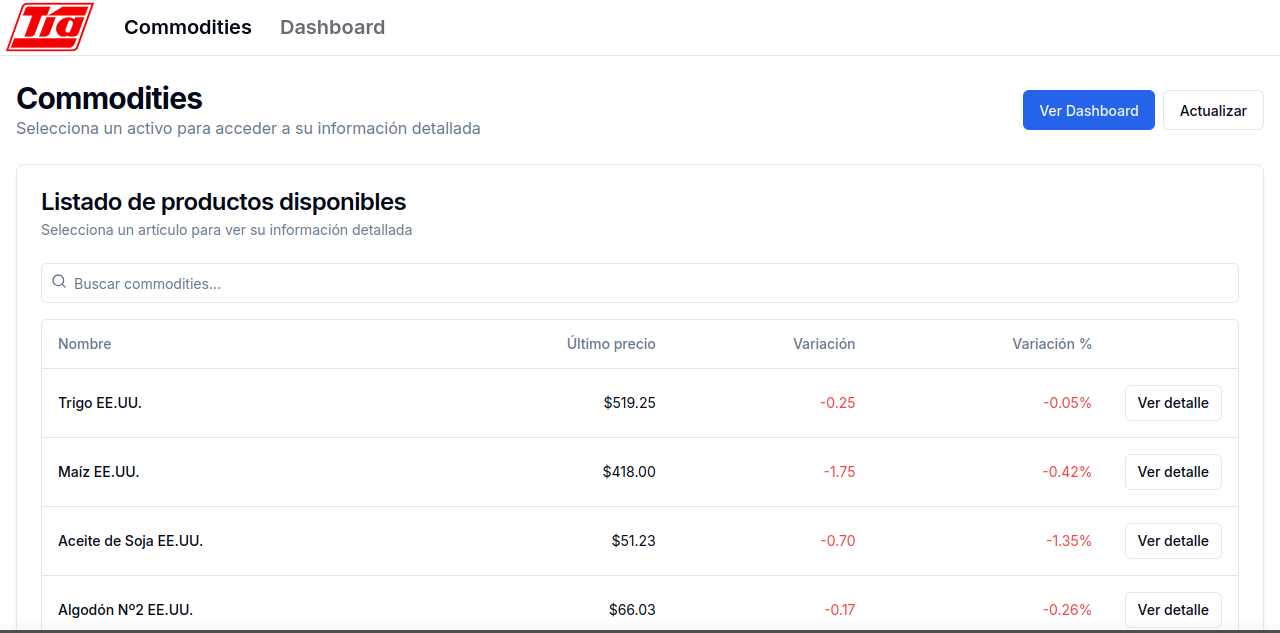 Tía Commodities Dashboard
Commodities
Selecciona un activo para acceder a su información detallada
Ver Dashboard Actualizar
Listado de productos disponibles
Selecciona un artículo para ver su información detallada
Buscar commodities...
Nombre Último precio Variación Variación %
Trigo EE.UU. $519.25 -0.25 -0.05% Ver detalle
Maíz EE.UU. $418.00 -1.75 -0.42% Ver detalle
Aceite de Soja EE.UU. $51.23 -0.70 -1.35% Ver detalle
Algodón Nº2 EE.UU. $66.03 -0.17 -0.26% Ver detalle